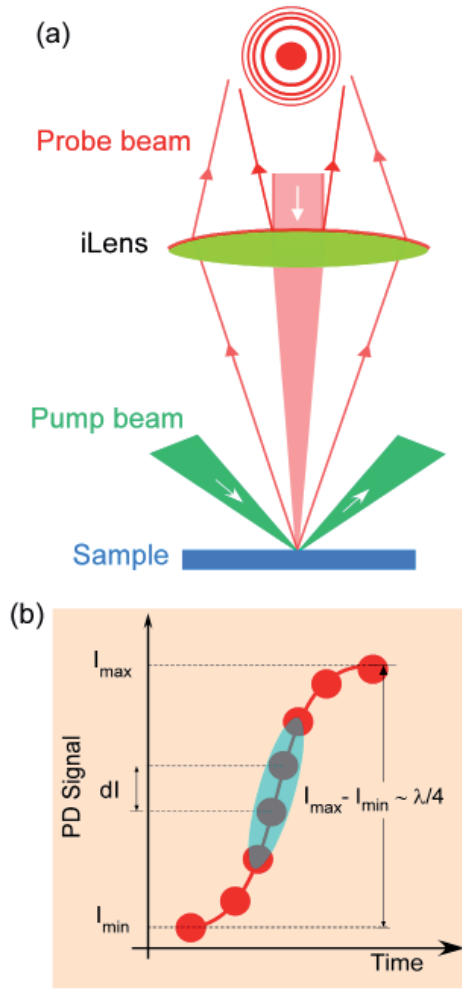 (a)
Probe beam
iLens
Pump beam
Sample
(b)
Imax
PD Signal
dI
Imax- Imin ~ λ/4
Imin
Time